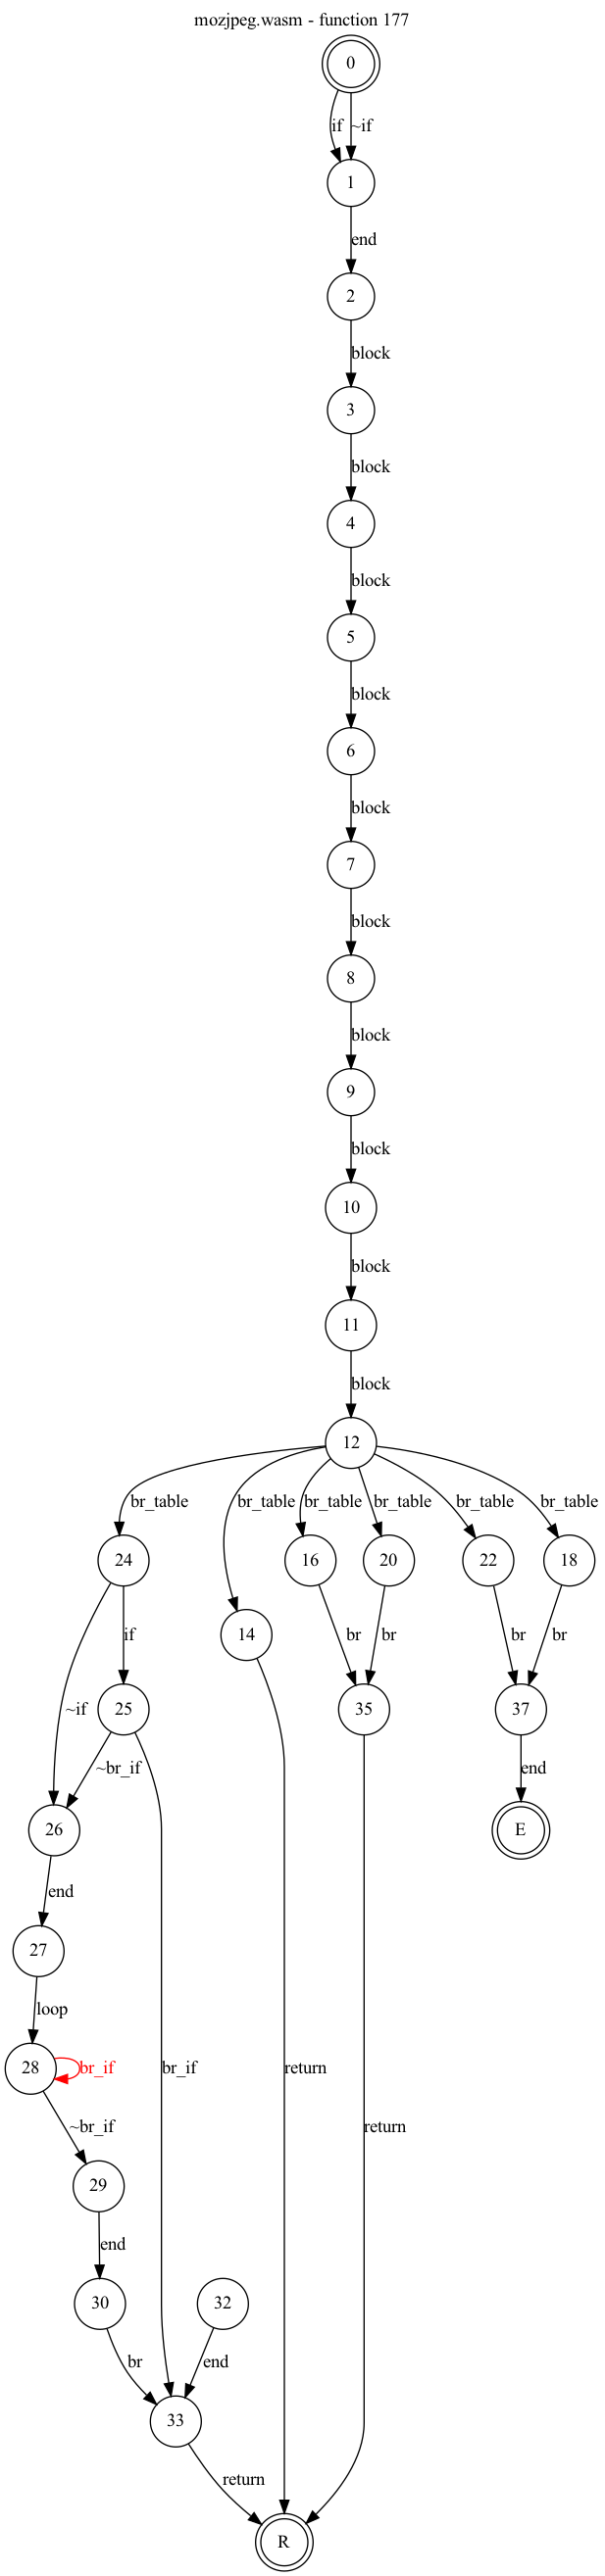 mozjpeg.wasm - function 177
0
if ~if
1
end
2
block
3
block
4
block
5
block
6
block
7
block
8
block
9
block
10
block
11
block
12
br_table br_table br_table br_table br_table br_table
24 16 20 22 18
14
if br br br br
~if 25 35 37
~br_if end
26 E
end
27
loop
28 br_if br_if return
~br_if return
29
end
30 32
br end
33
return
R